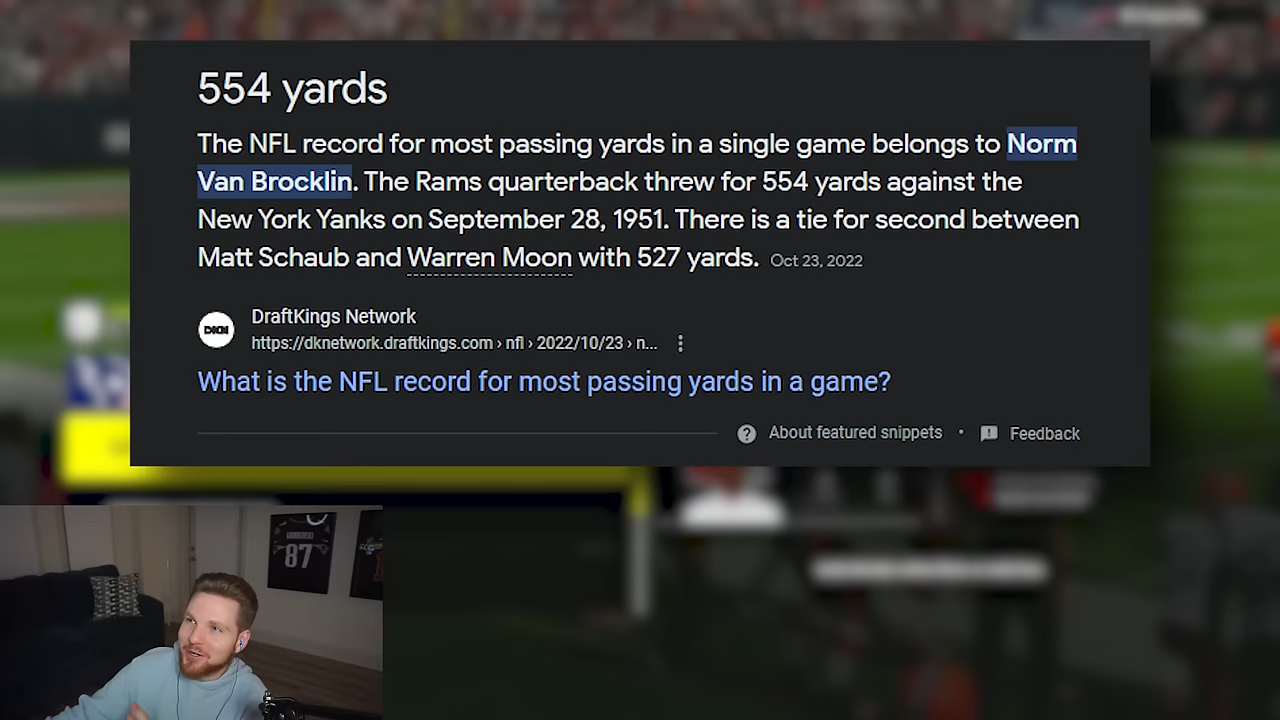 554 yards
The NFL record for most passing yards in a single game belongs to Norm
Van Brocklin. The Rams quarterback threw for 554 yards against the
New York Yanks on September 28, 1951. There is a tie for second between
Matt Schaub and Warren Moon with 527 yards. Oct 23, 2022
DKN
DraftKings Network
https://dknetwork.draftkings.com › nfl › 2022/10/23 › n...
What is the NFL record for most passing yards in a game?
About featured snippets • Feedback
87